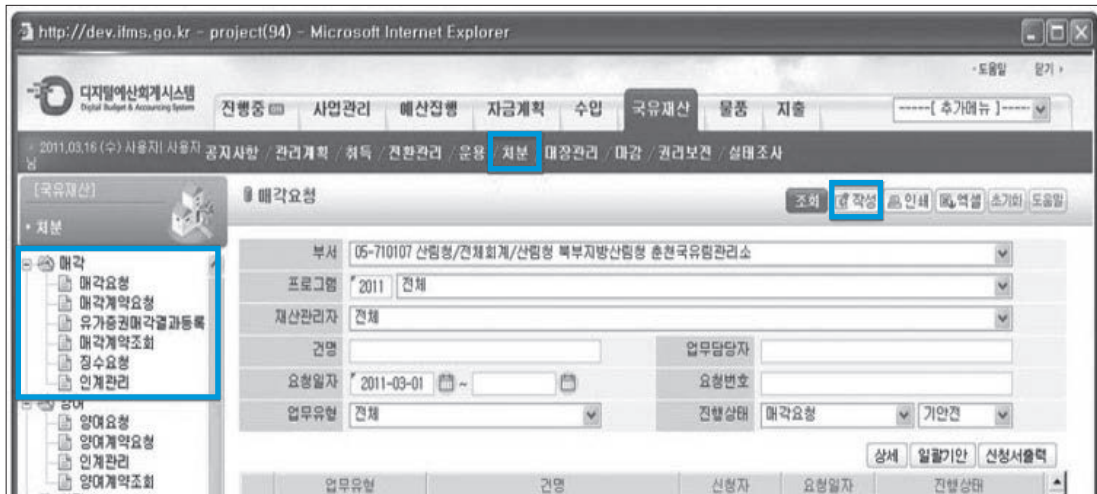 http://dev.ifms.go.kr - project(94) - Microsoft Internet Explorer
·도움말 닫기
디지털예산회계시스템
Digital Budget & Accounting System
진행중 사업관리 예산집행 자금계획 수입 국유재산 물품 지출 -----[ 추가메뉴 ]-----
2011,03,16 (수) 사용자| 사용자님 공지사항 / 관리계획 / 취득 / 전환관리 / 운용 / 처분 / 대장관리 / 마감 / 권리보전 / 실태조사
[국유재산]
· 처분
매각요청
조회 작성 인쇄 엑셀 초기화 도움말
매각
매각요청
매각계약요청
유가증권매각결과등록
매각계약조회
징수요청
인계관리
양여
양여요청
양여계약요청
인계관리
양여계약조회
부서 05-710107 산림청/전체회계/산림청 북부지방산림청 춘천국유림관리소
프로그램 2011 전체
재산관리자 전체
건명 업무담당자
요청일자 2011-03-01 ~ 요청번호
업무유형 전체 진행상태 매각요청 기안전
상세 일괄기안 신청서출력
업무유형 건명 신청자 요청일자 진행상태